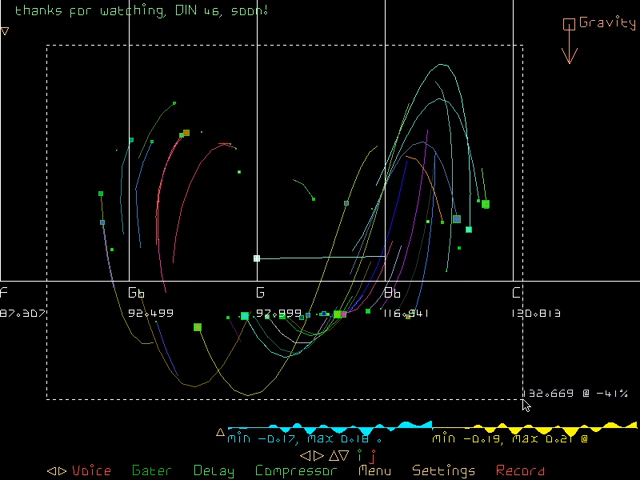 thanks for watching, DIN 46, soon!
Gravity
F Gb G Bb C
87.307 92.499 97.999 116.541 130.813
132.669 @ -41%
min -0.17, max 0.18 . min -0.19, max 0.21 @
i j
Voice Gater Delay Compressor Menu Settings Record